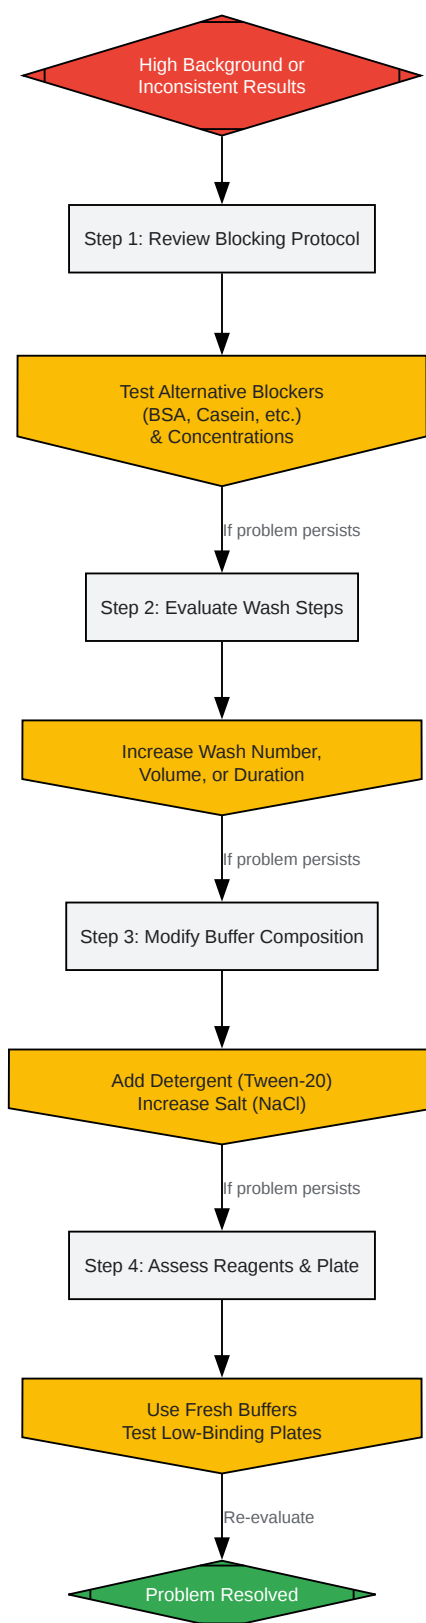 High Background or
Inconsistent Results
Step 1: Review Blocking Protocol
Test Alternative Blockers
(BSA, Casein, etc.)
& Concentrations
If problem persists
Step 2: Evaluate Wash Steps
Increase Wash Number,
Volume, or Duration
If problem persists
Step 3: Modify Buffer Composition
Add Detergent (Tween-20)
Increase Salt (NaCl)
If problem persists
Step 4: Assess Reagents & Plate
Use Fresh Buffers
Test Low-Binding Plates
Re-evaluate
Problem Resolved